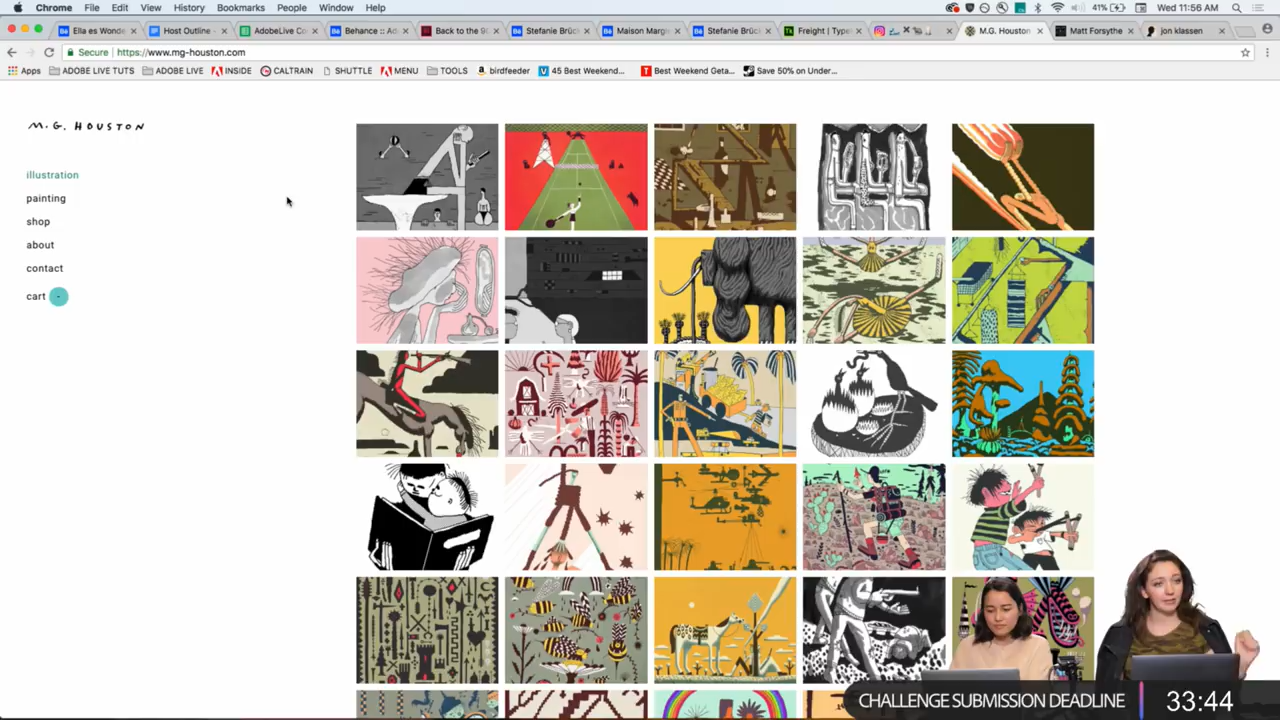 Chrome File Edit View History Bookmarks People Window Help 41% Wed 11:56 AM
Ella es Wonde Host Outline - AdobeLive Co Behance :: Ad Back to the 90 Stefanie Brüc Maison Marg Stefanie Brüc Freight | Type M.G. Houston Matt Forsythe jon klassen
Secure https://www.mg-houston.com
Apps ADOBE LIVE TUTS ADOBE LIVE INSIDE CALTRAIN SHUTTLE MENU TOOLS birdfeeder 45 Best Weekend... Best Weekend Geta... Save 50% on Under...
M.G. HOUSTON
illustration
painting
shop
about
contact
cart
CHALLENGE SUBMISSION DEADLINE 33:44